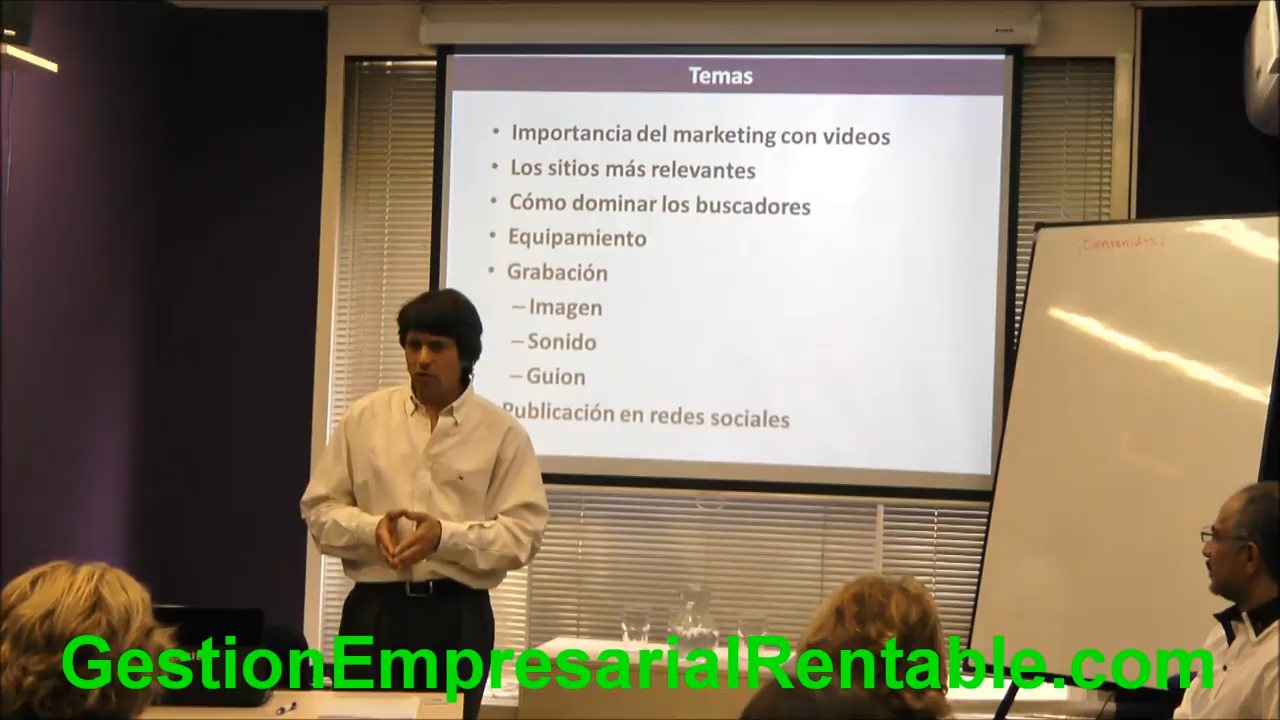 Temas
• Importancia del marketing con videos
• Los sitios más relevantes
• Cómo dominar los buscadores
• Equipamiento
• Grabación
– Imagen
– Sonido
– Guion
Publicación en redes sociales
¡Bienvenidos!
GestionEmpresarialRentable.com